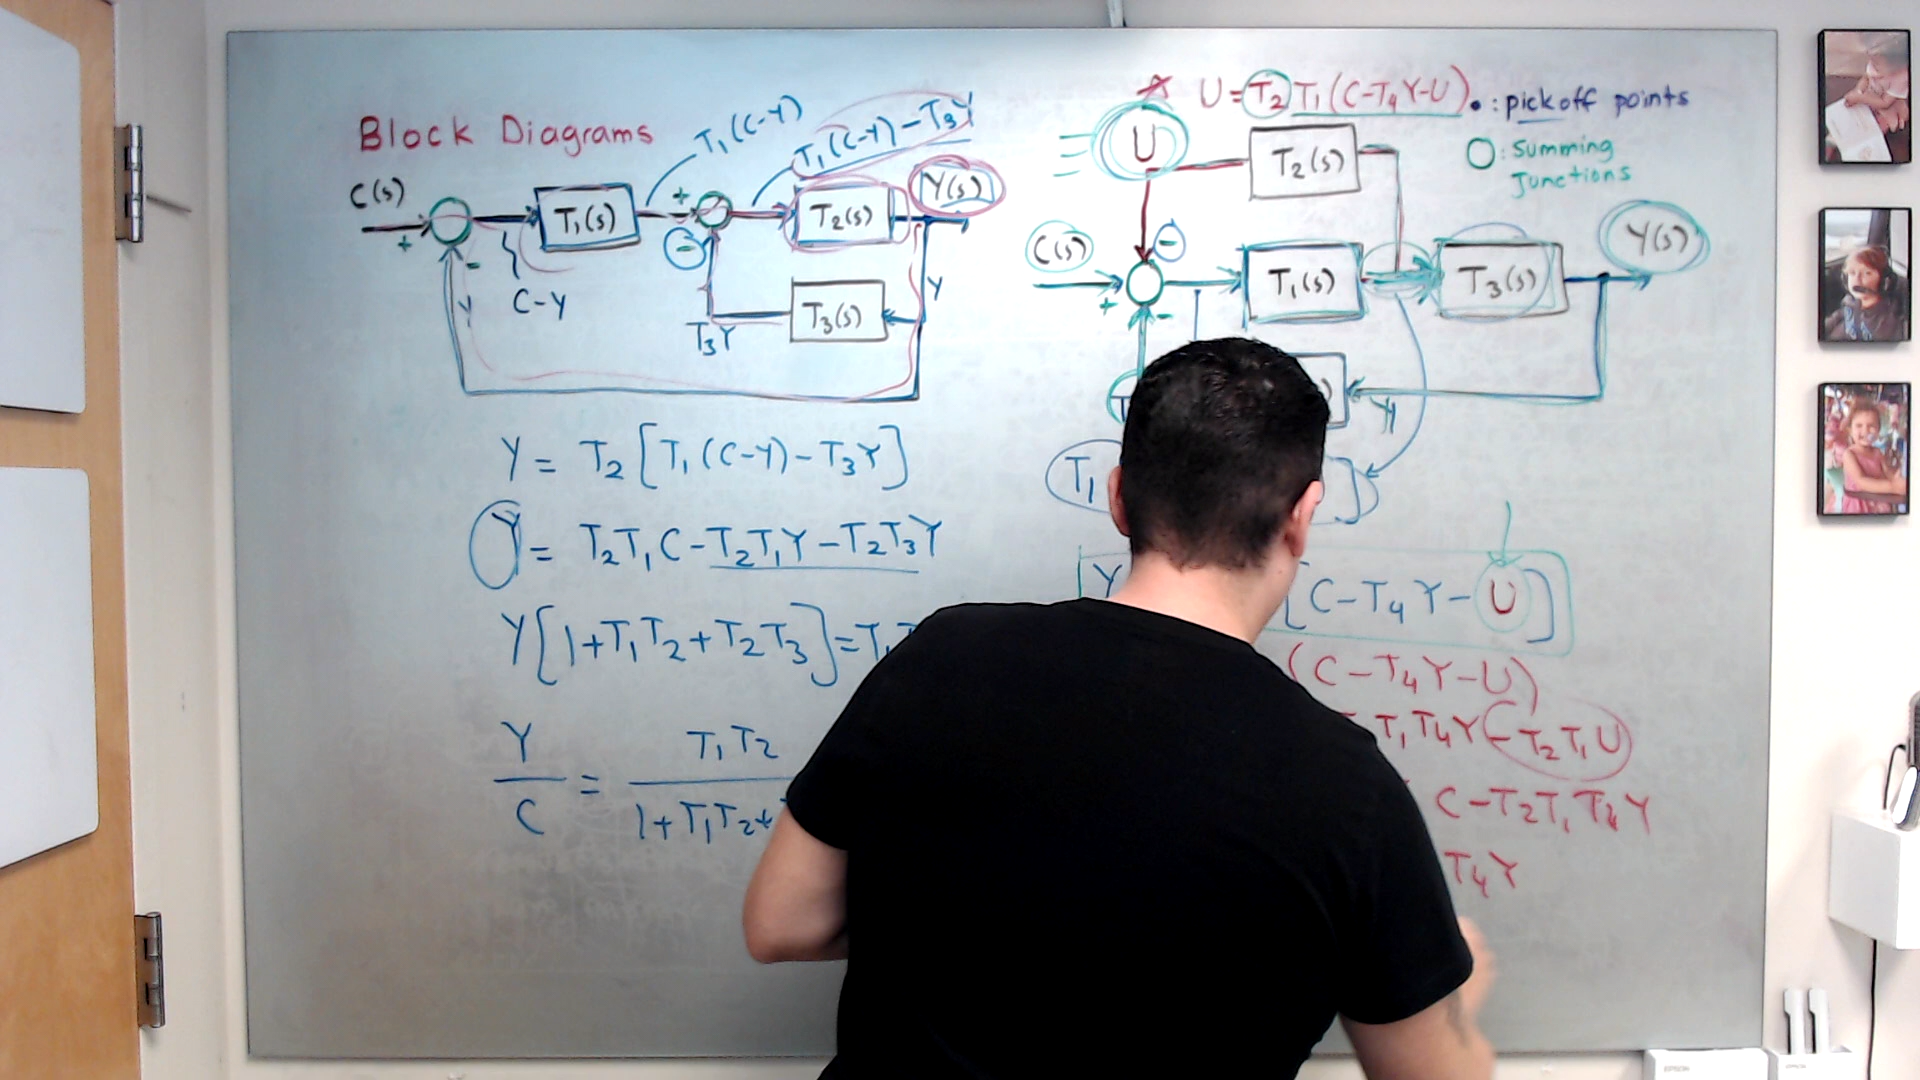 Block Diagrams
C(s)
+
-
C-Y
T₁(s)
T₁(C-Y)
+
-
T₁(C-Y)-T₃Y
T₂(s)
Y(s)
Y
Y
T₃(s)
T₃Y
Y = T₂[T₁(C-Y)-T₃Y]
Y = T₂T₁C-T₂T₁Y-T₂T₃Y
Y[1+T₁T₂+T₂T₃]=T₁
Y
C
=
T₁T₂
1+T₁T₂+
U=T₂T₁(C-T₄Y-U)
• : pickoff points
O : Summing
Junctions
U
T₂(s)
C(s)
+
-
-
T₁(s)
T₃(s)
Y(s)
Y
T₁
]
Y
[C-T₄Y-U]
(C-T₄Y-U)
T₁T₄Y-T₂T₁U
C-T₂T₁T₄Y
T₄Y